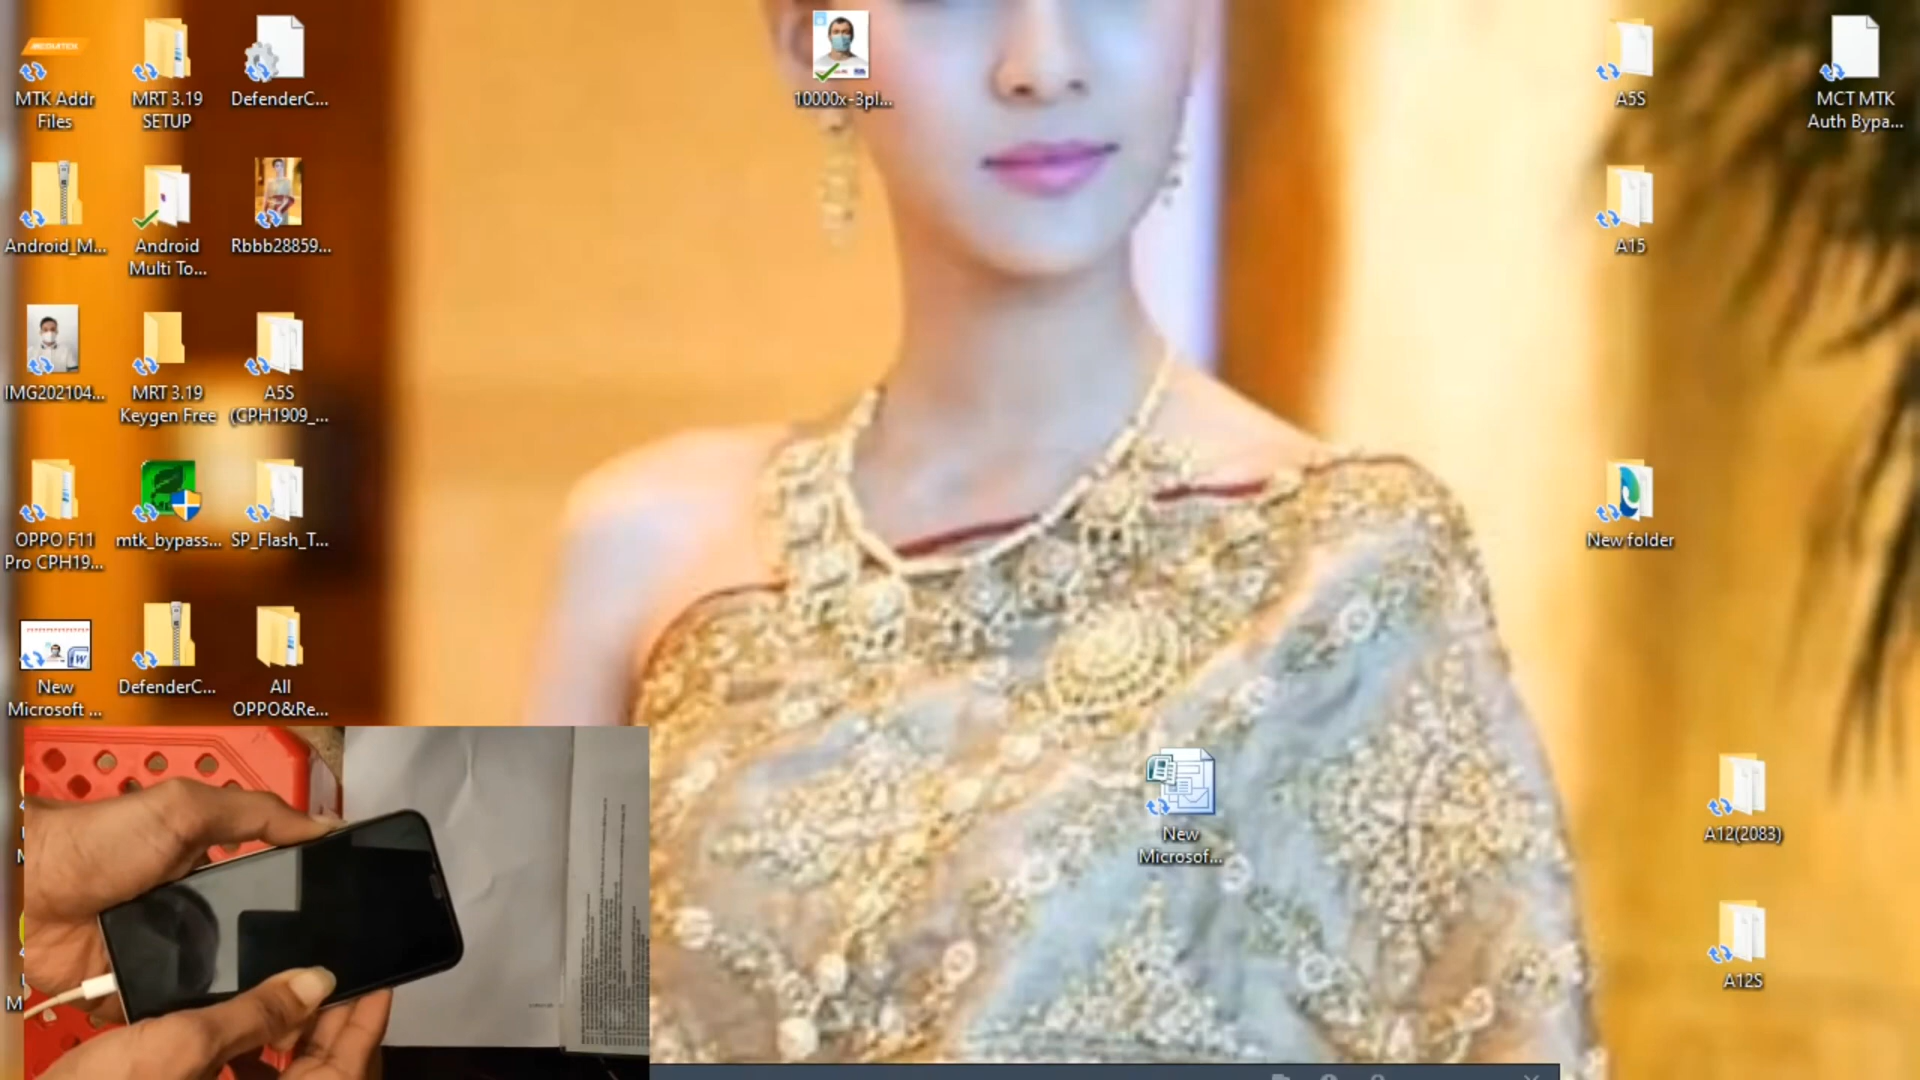 MEDIATEK
MTK Addr
Files
MRT 3.19
SETUP
DefenderC...
10000x-3pl...
A5S
MCT MTK
Auth Bypa...
Android_M...
Android
Multi To...
Rbbb28859...
A15
IMG202104...
MRT 3.19
Keygen Free
A5S
(CPH1909_...
OPPO F11
Pro CPH19...
mtk_bypass...
SP_Flash_T...
New folder
New
Microsoft ...
DefenderC...
All
OPPO&Re...
New
Microsof...
A12(2083)
A12S